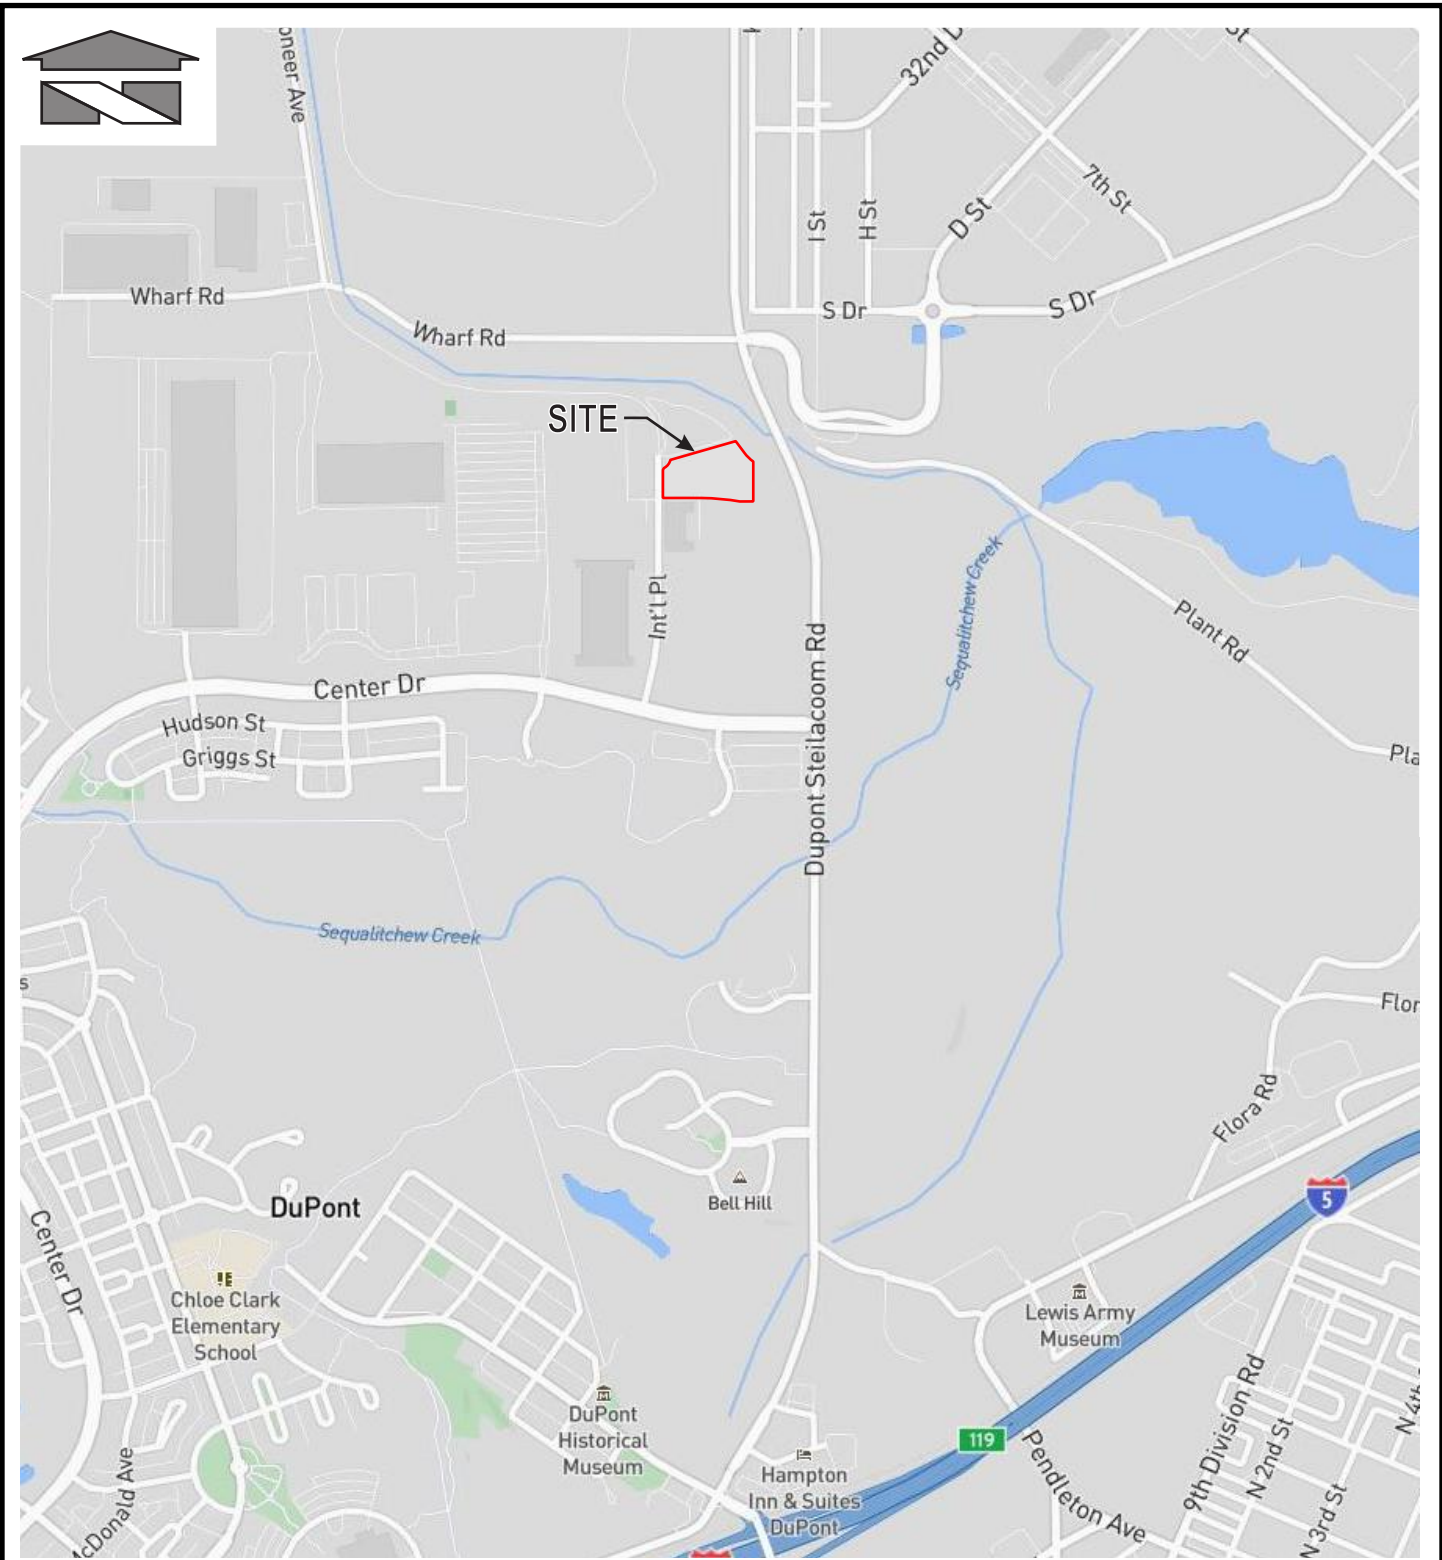 oneer Ave
32nd D
St
7th St
I St
H St
D St
Wharf Rd
S Dr
S Dr
Wharf Rd
SITE
Sequalitchew Creek
Int'l Pl
Plant Rd
Dupont Steilacoom Rd
Center Dr
Hudson St
Griggs St
Pla
Sequalitchew Creek
s
Flor
Flora Rd
5
Bell Hill
DuPont
Center Dr
Chloe Clark
Elementary
School
Lewis Army
Museum
DuPont
Historical
Museum
119
Pendleton Ave
9th Division Rd
N 2nd St
N 3rd St
N 4th
Hampton
Inn & Suites
DuPont
cDonald Ave